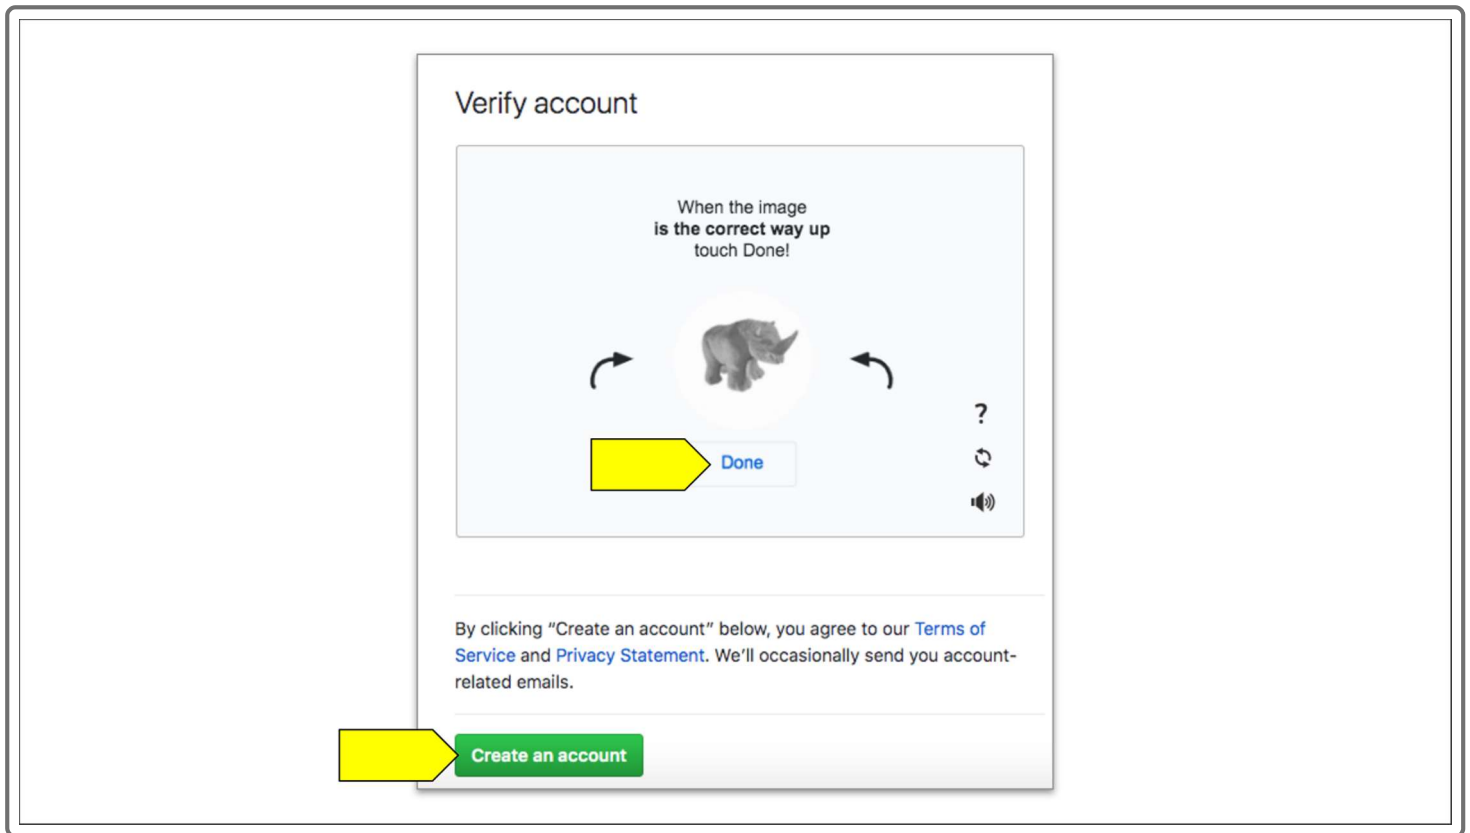 Verify account
When the image
is the correct way up
touch Done!
?
Done
By clicking “Create an account” below, you agree to our Terms of
Service and Privacy Statement. We’ll occasionally send you account-
related emails.
Create an account